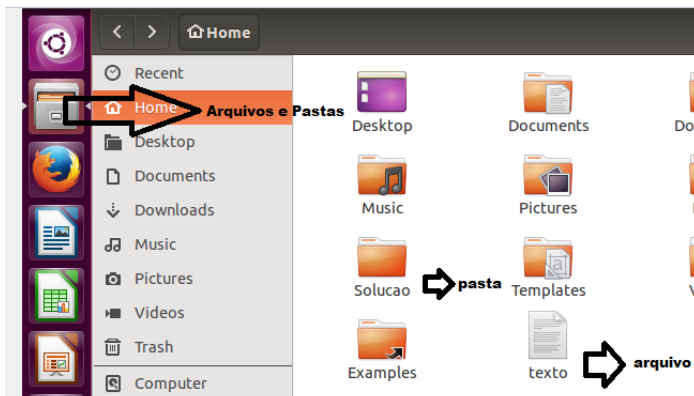 Home
Recent
Home
Arquivos e Pastas
Desktop
Documents
Downloads
Music
Pictures
Videos
Trash
Computer
Desktop
Documents
Do
Music
Pictures
Solucao
pasta
Templates
V
Examples
texto
arquivo